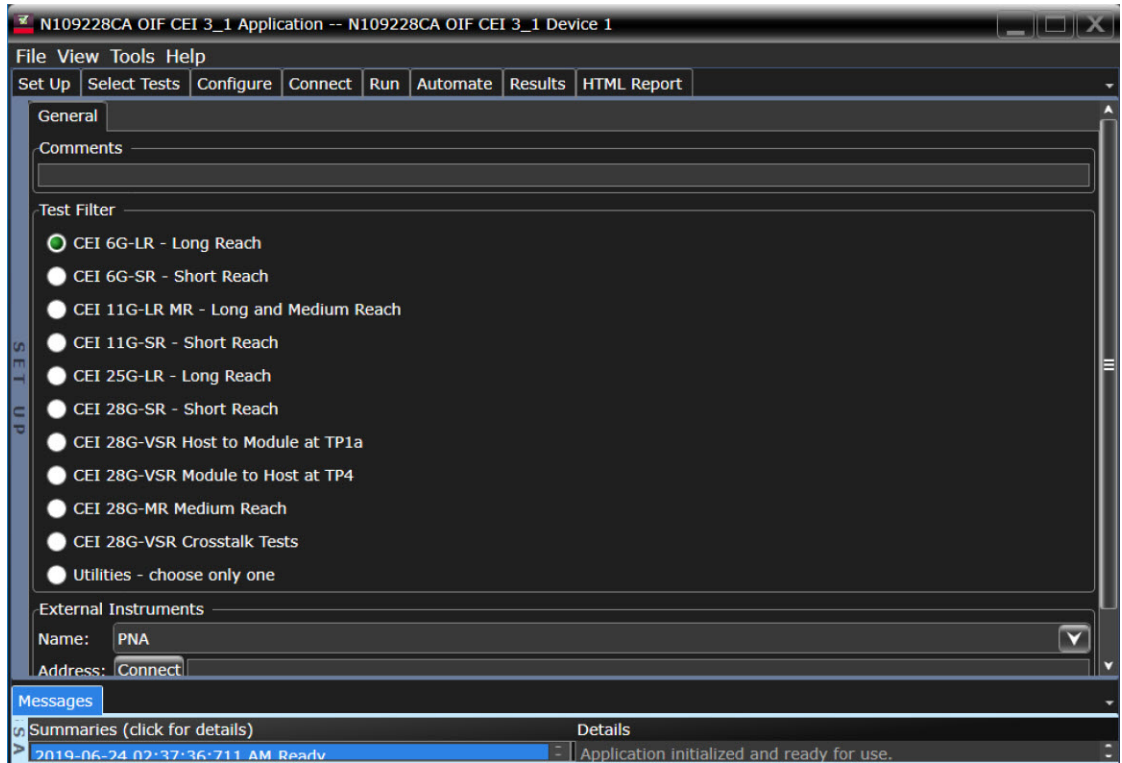 N109228CA OIF CEI 3_1 Application -- N109228CA OIF CEI 3_1 Device 1
File View Tools Help
Set Up Select Tests Configure Connect Run Automate Results HTML Report
General
Comments
Test Filter
CEI 6G-LR - Long Reach
CEI 6G-SR - Short Reach
CEI 11G-LR MR - Long and Medium Reach
CEI 11G-SR - Short Reach
CEI 25G-LR - Long Reach
CEI 28G-SR - Short Reach
CEI 28G-VSR Host to Module at TP1a
CEI 28G-VSR Module to Host at TP4
CEI 28G-MR Medium Reach
CEI 28G-VSR Crosstalk Tests
Utilities - choose only one
SET UP
External Instruments
Name: PNA
Address: Connect
Messages
Summaries (click for details) Details
2019-06-24 02:37:36:711 AM Ready Application initialized and ready for use.